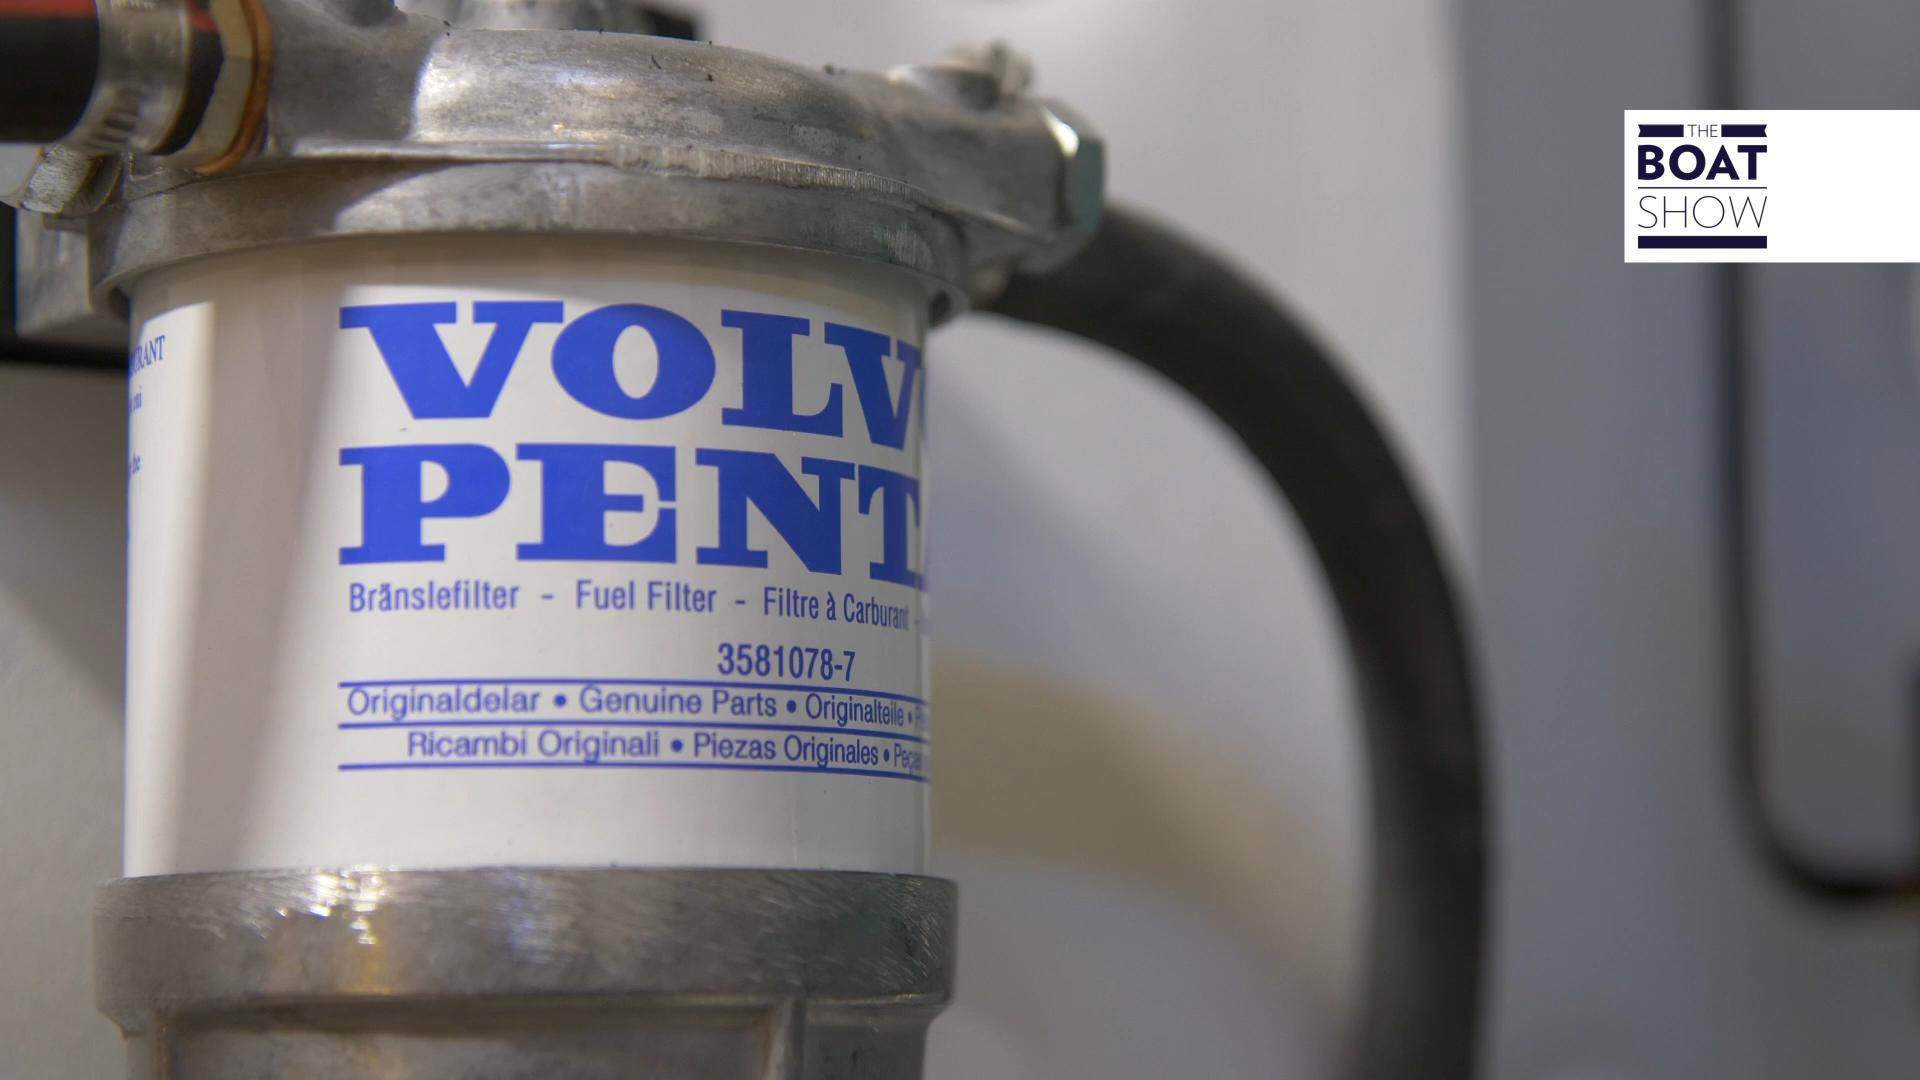 THE
BOAT
SHOW
VOLV
PENT
Bränslefilter - Fuel Filter - Filtre à Carburant -
3581078-7
Originaldelar • Genuine Parts • Originalteile •
Ricambi Originali • Piezas Originales •